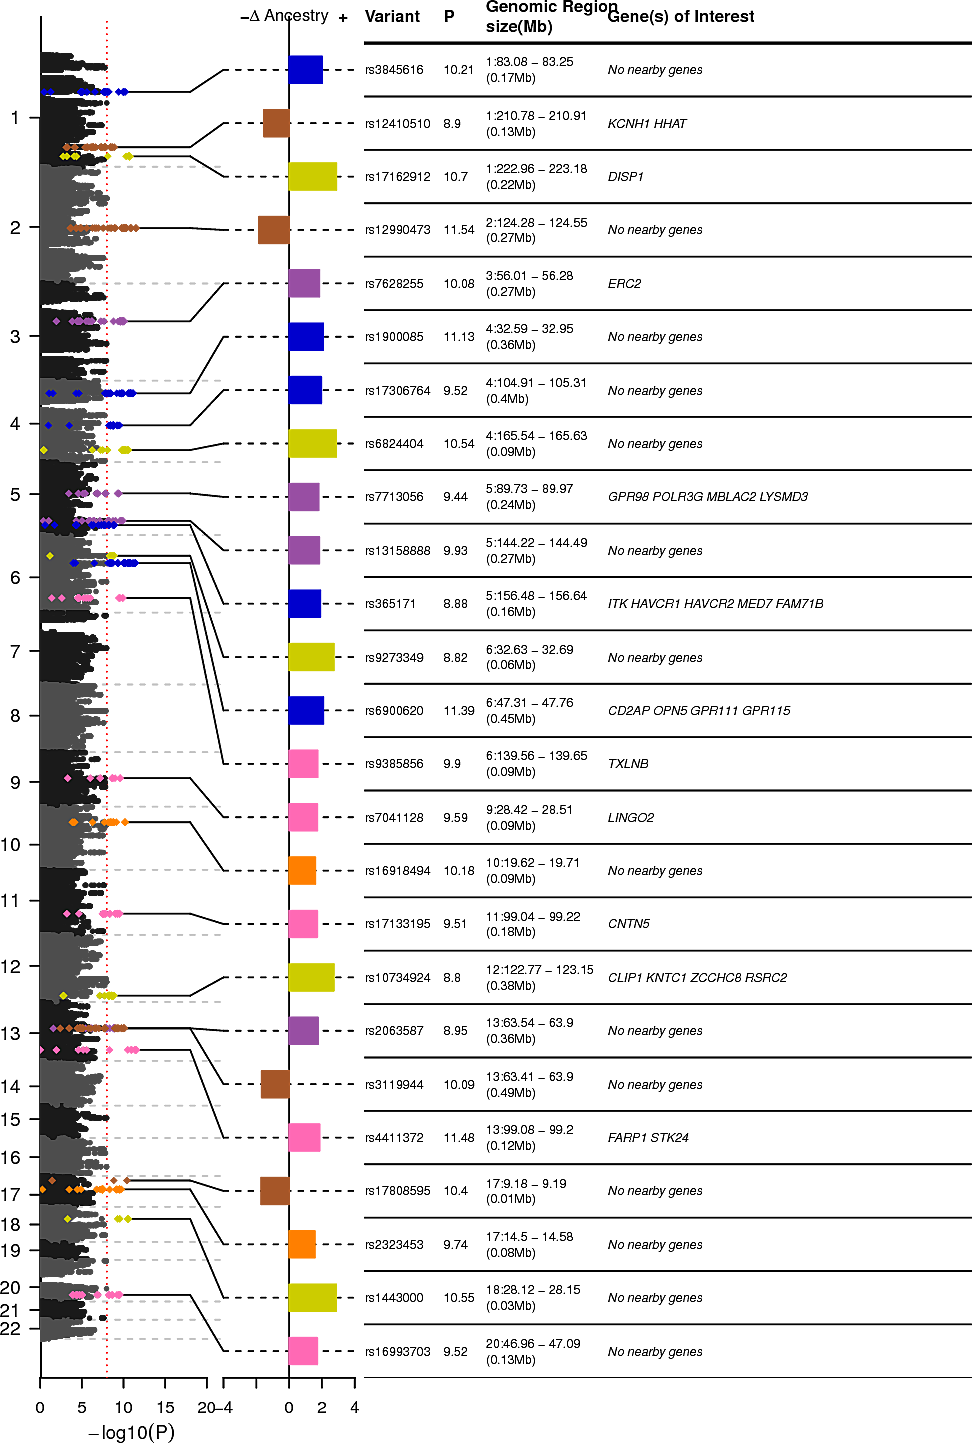 −Δ Ancestry +
Variant P Genomic Region size(Mb) Gene(s) of Interest
rs3845616 10.21 1:83.08 − 83.25 (0.17Mb) No nearby genes
rs12410510 8.9 1:210.78 − 210.91 (0.13Mb) KCNH1 HHAT
rs17162912 10.7 1:222.96 − 223.18 (0.22Mb) DISP1
rs12990473 11.54 2:124.28 − 124.55 (0.27Mb) No nearby genes
rs7628255 10.08 3:56.01 − 56.28 (0.27Mb) ERC2
rs1900085 11.13 4:32.59 − 32.95 (0.36Mb) No nearby genes
rs17306764 9.52 4:104.91 − 105.31 (0.4Mb) No nearby genes
rs6824404 10.54 4:165.54 − 165.63 (0.09Mb) No nearby genes
rs7713056 9.44 5:89.73 − 89.97 (0.24Mb) GPR98 POLR3G MBLAC2 LYSMD3
rs13158888 9.93 5:144.22 − 144.49 (0.27Mb) No nearby genes
rs365171 8.88 5:156.48 − 156.64 (0.16Mb) ITK HAVCR1 HAVCR2 MED7 FAM71B
rs9273349 8.82 6:32.63 − 32.69 (0.06Mb) No nearby genes
rs6900620 11.39 6:47.31 − 47.76 (0.45Mb) CD2AP OPN5 GPR111 GPR115
rs9385856 9.9 6:139.56 − 139.65 (0.09Mb) TXLNB
rs7041128 9.59 9:28.42 − 28.51 (0.09Mb) LINGO2
rs16918494 10.18 10:19.62 − 19.71 (0.09Mb) No nearby genes
rs17133195 9.51 11:99.04 − 99.22 (0.18Mb) CNTN5
rs10734924 8.8 12:122.77 − 123.15 (0.38Mb) CLIP1 KNTC1 ZCCHC8 RSRC2
rs2063587 8.95 13:63.54 − 63.9 (0.36Mb) No nearby genes
rs3119944 10.09 13:63.41 − 63.9 (0.49Mb) No nearby genes
rs4411372 11.48 13:99.08 − 99.2 (0.12Mb) FARP1 STK24
rs17808595 10.4 17:9.18 − 9.19 (0.01Mb) No nearby genes
rs2323453 9.74 17:14.5 − 14.58 (0.08Mb) No nearby genes
rs1443000 10.55 18:28.12 − 28.15 (0.03Mb) No nearby genes
rs16993703 9.52 20:46.96 − 47.09 (0.13Mb) No nearby genes
1
2
3
4
5
6
7
8
9
10
11
12
13
14
15
16
17
18
19
20
21
22
0 5 10 15 20
−4 0 2 4
−log10(P)